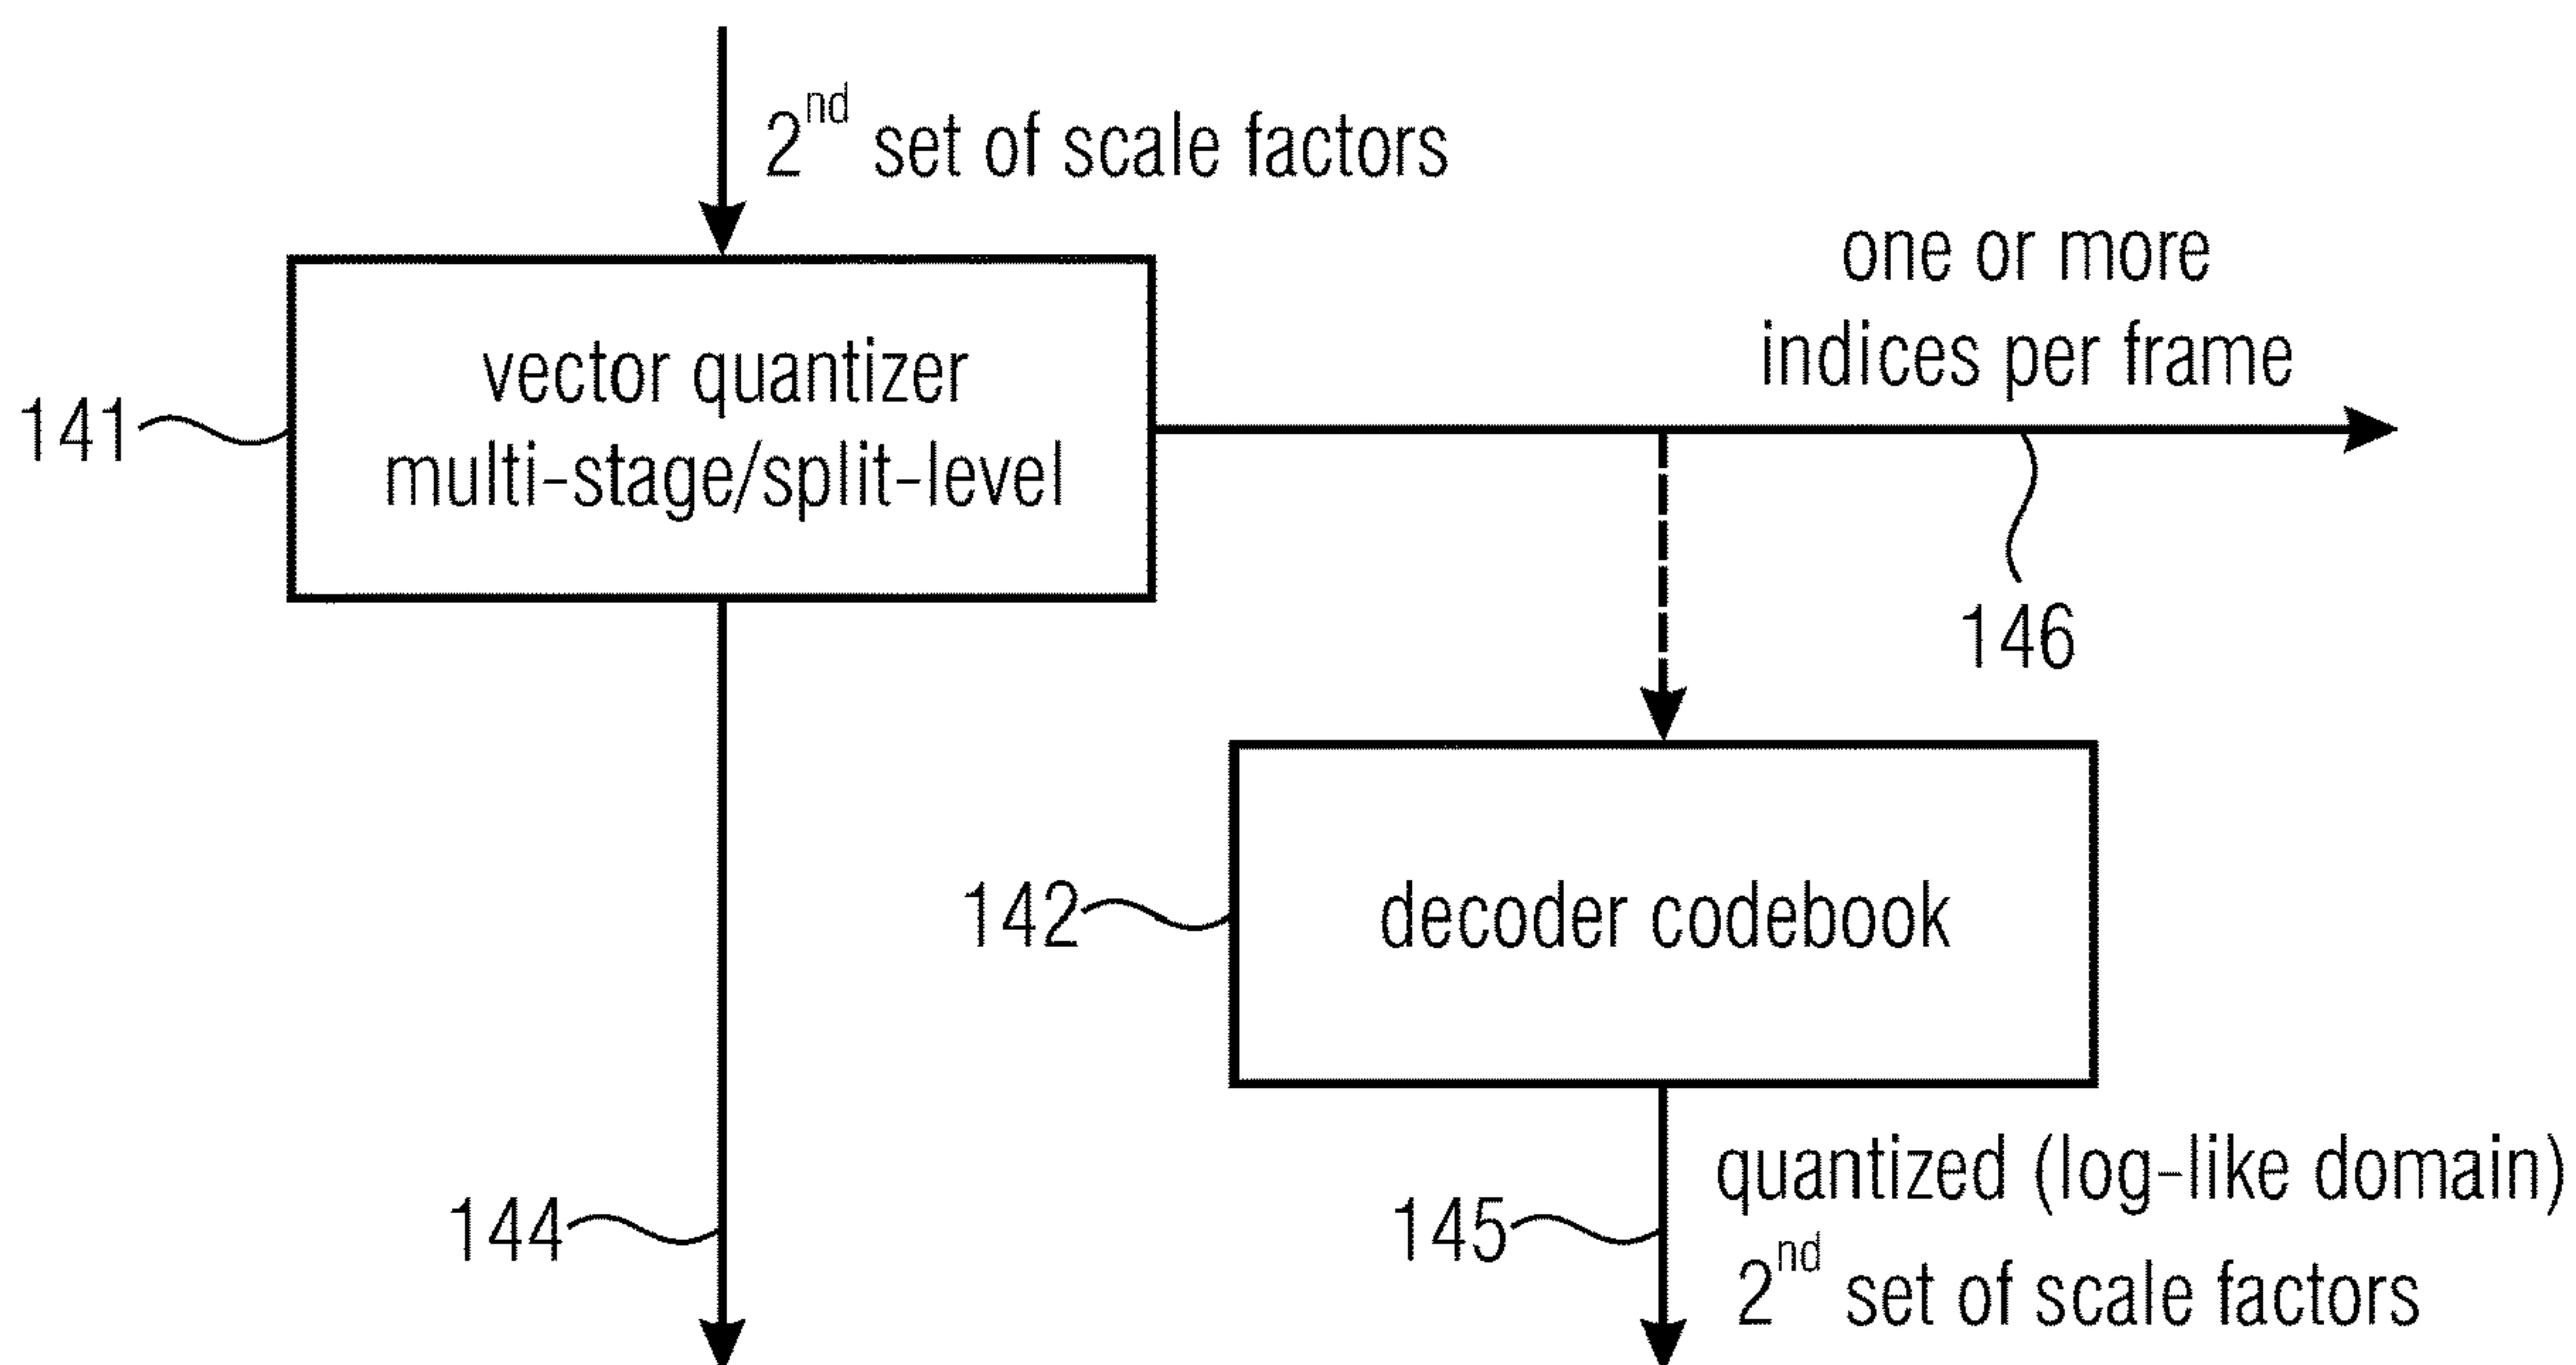 2nd set of scale factors
one or more
indices per frame
vector quantizer
multi-stage/split-level
141
146
142
decoder codebook
quantized (log-like domain)
144
145
2nd set of scale factors